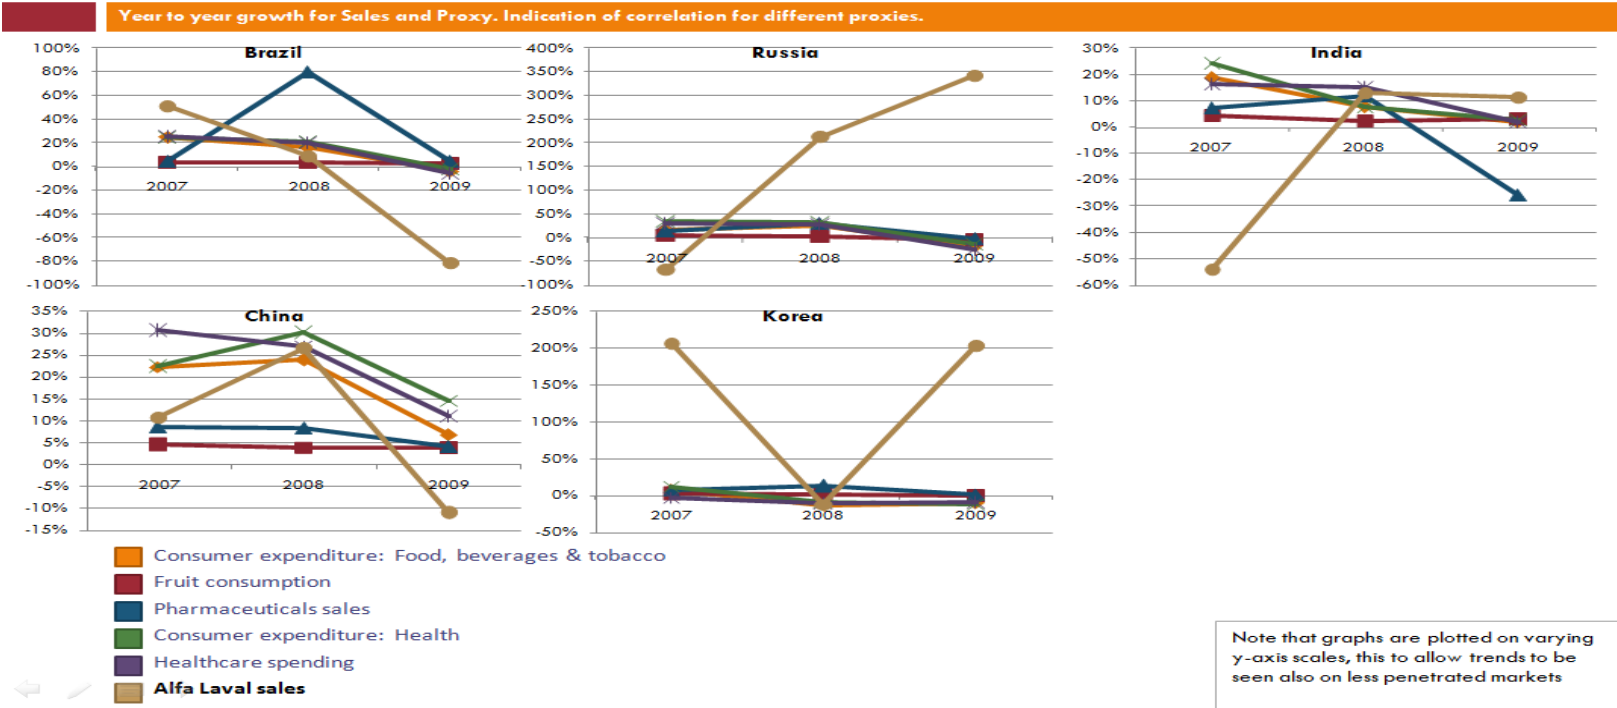 Year to year growth for Sales and Proxy. Indication of correlation for different proxies.
Brazil
100%
80%
60%
40%
20%
0%
-20%
-40%
-60%
-80%
-100%
2007 2008 2009
Russia
400%
350%
300%
250%
200%
150%
100%
50%
0%
-50%
-100%
2007 2008 2009
India
30%
20%
10%
0%
-10%
-20%
-30%
-40%
-50%
-60%
2007 2008 2009
China
35%
30%
25%
20%
15%
10%
5%
0%
-5%
-10%
-15%
2007 2008 2009
Korea
250%
200%
150%
100%
50%
0%
-50%
2007 2008 2009
Consumer expenditure: Food, beverages & tobacco
Fruit consumption
Pharmaceuticals sales
Consumer expenditure: Health
Healthcare spending
Alfa Laval sales
Note that graphs are plotted on varying
y-axis scales, this to allow trends to be
seen also on less penetrated markets